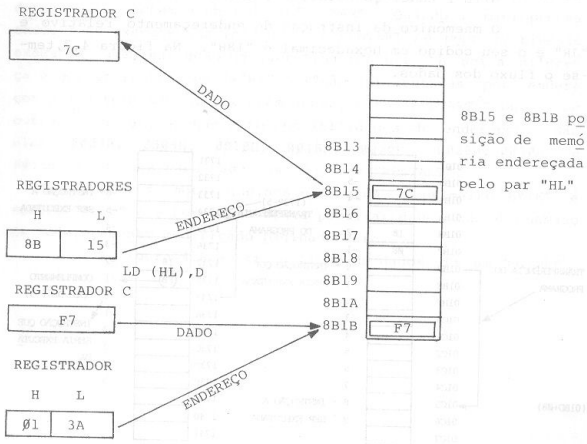 REGISTRADOR C
7C
DADO
8B15 e 8B1B po
sição de memó
ria endereçada
pelo par "HL"
8B13
8B14
8B15
7C
8B16
8B17
8B18
8B19
8B1A
8B1B
F7
REGISTRADORES
H L
8B 15
ENDEREÇO
LD (HL),D
REGISTRADOR C
F7
DADO
REGISTRADOR
H L
Ø1 3A
ENDEREÇO